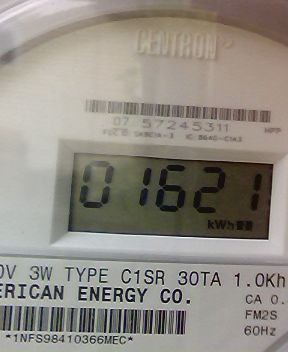 CENTRON
07 57245311 HPP
01621
kWh
0V 3W TYPE C1SR 30TA 1.0Kh
ERICAN ENERGY CO.
CA 0.
FM2S
60Hz
*1NFS98410366MEC*